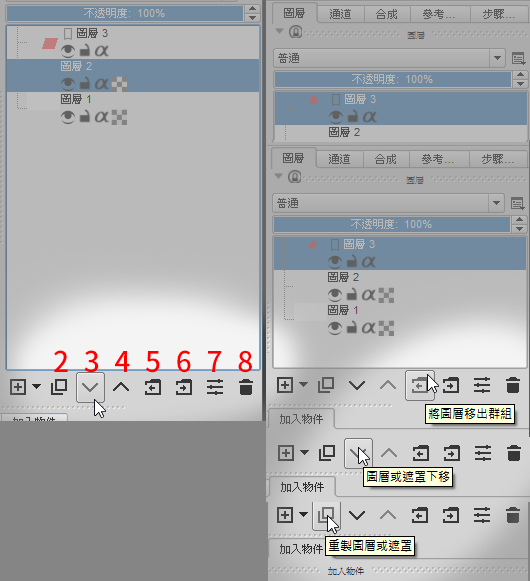 不透明度: 100%
圖層 3
圖層 2
圖層 1
2 3 4 5 6 7 8
加入物件
圖層 通道 合成 參考... 步驟...
圖層
普通
不透明度: 100%
圖層 3
圖層 2
圖層 通道 合成 參考... 步驟...
圖層
普通
不透明度: 100%
圖層 3
圖層 2
圖層 1
將圖層移出群組
加入物件
圖層或遮罩下移
加入物件
重製圖層或遮罩
加入物件
加入物件